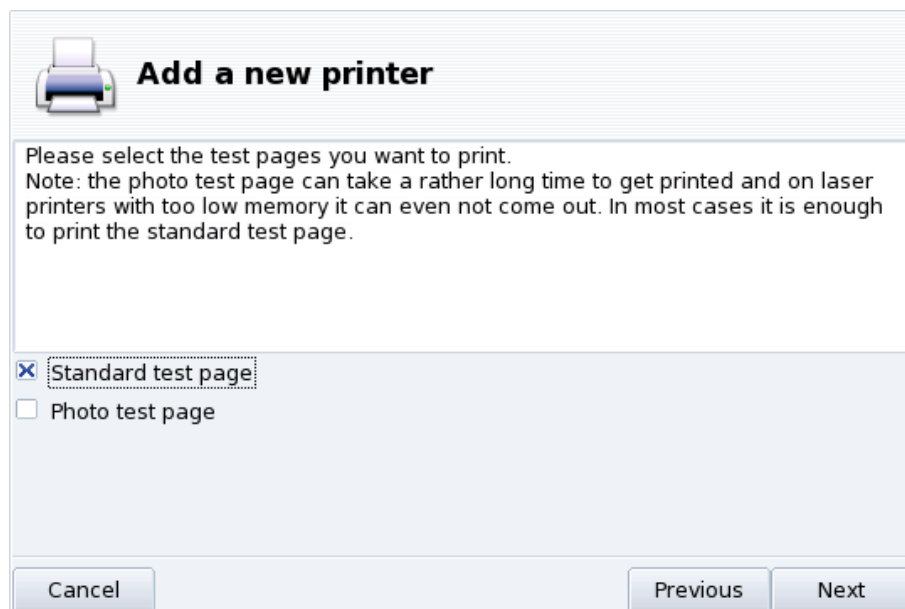 Add a new printer
Please select the test pages you want to print.
Note: the photo test page can take a rather long time to get printed and on laser
printers with too low memory it can even not come out. In most cases it is enough
to print the standard test page.
Standard test page
Photo test page
Cancel
Previous
Next